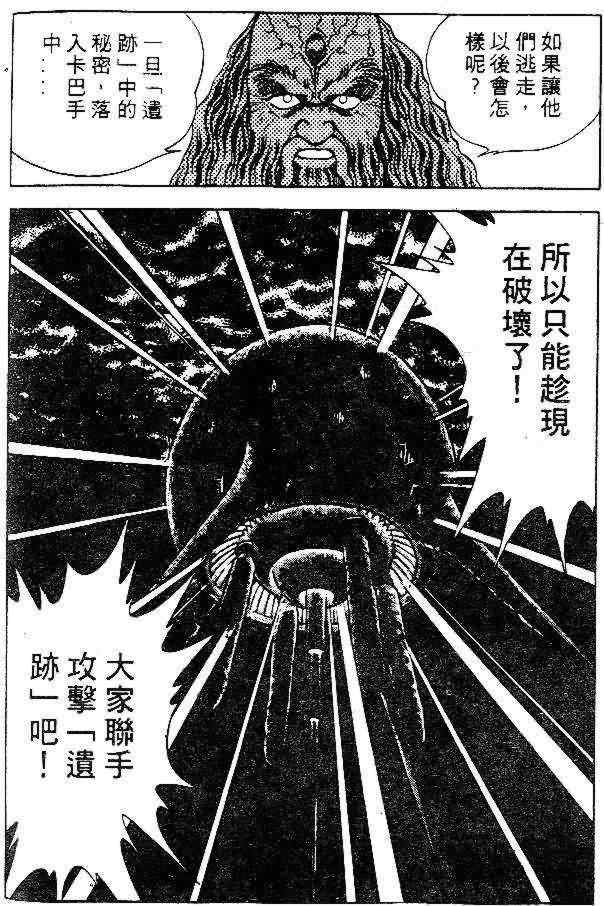 如果讓他
們逃走，
以後會怎
樣呢？
一旦「遺
跡」中的
秘密，落
入卡巴手
中⋯⋯
所以只能趁現
在破壞了！
大家聯手
攻擊「遺
跡」吧！